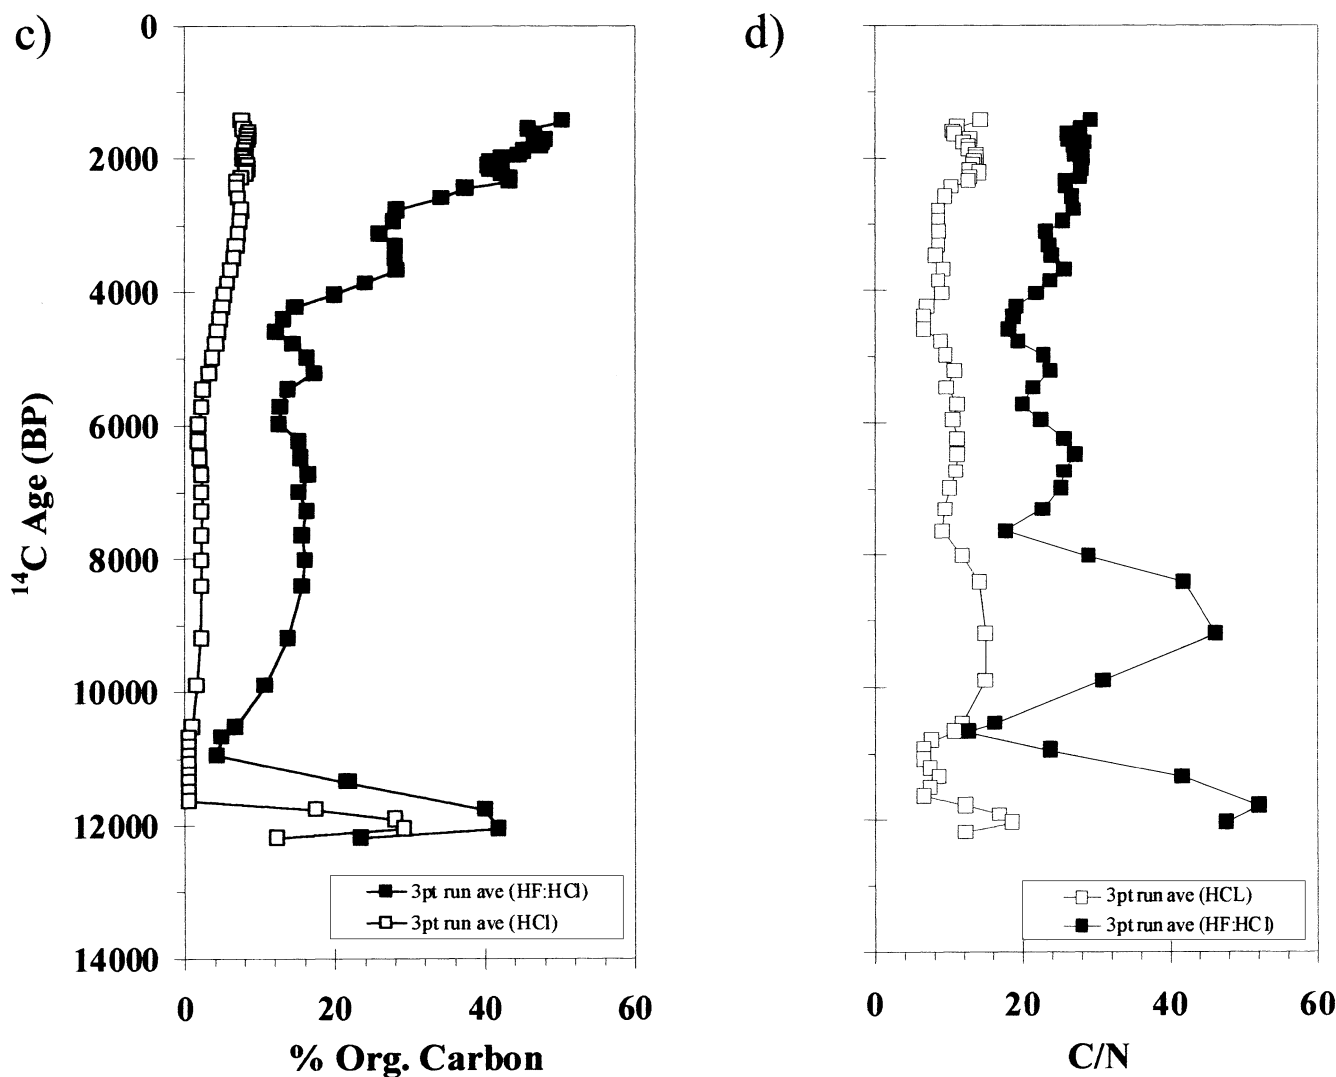 c)
0
2000
4000
6000
8000
10000
12000
14000
¹⁴C Age (BP)
3pt run ave (HF:HCl)
3pt run ave (HCl)
0 20 40 60
% Org. Carbon
d)
3pt run ave (HCL)
3pt run ave (HF:HCl)
0 20 40 60
C/N